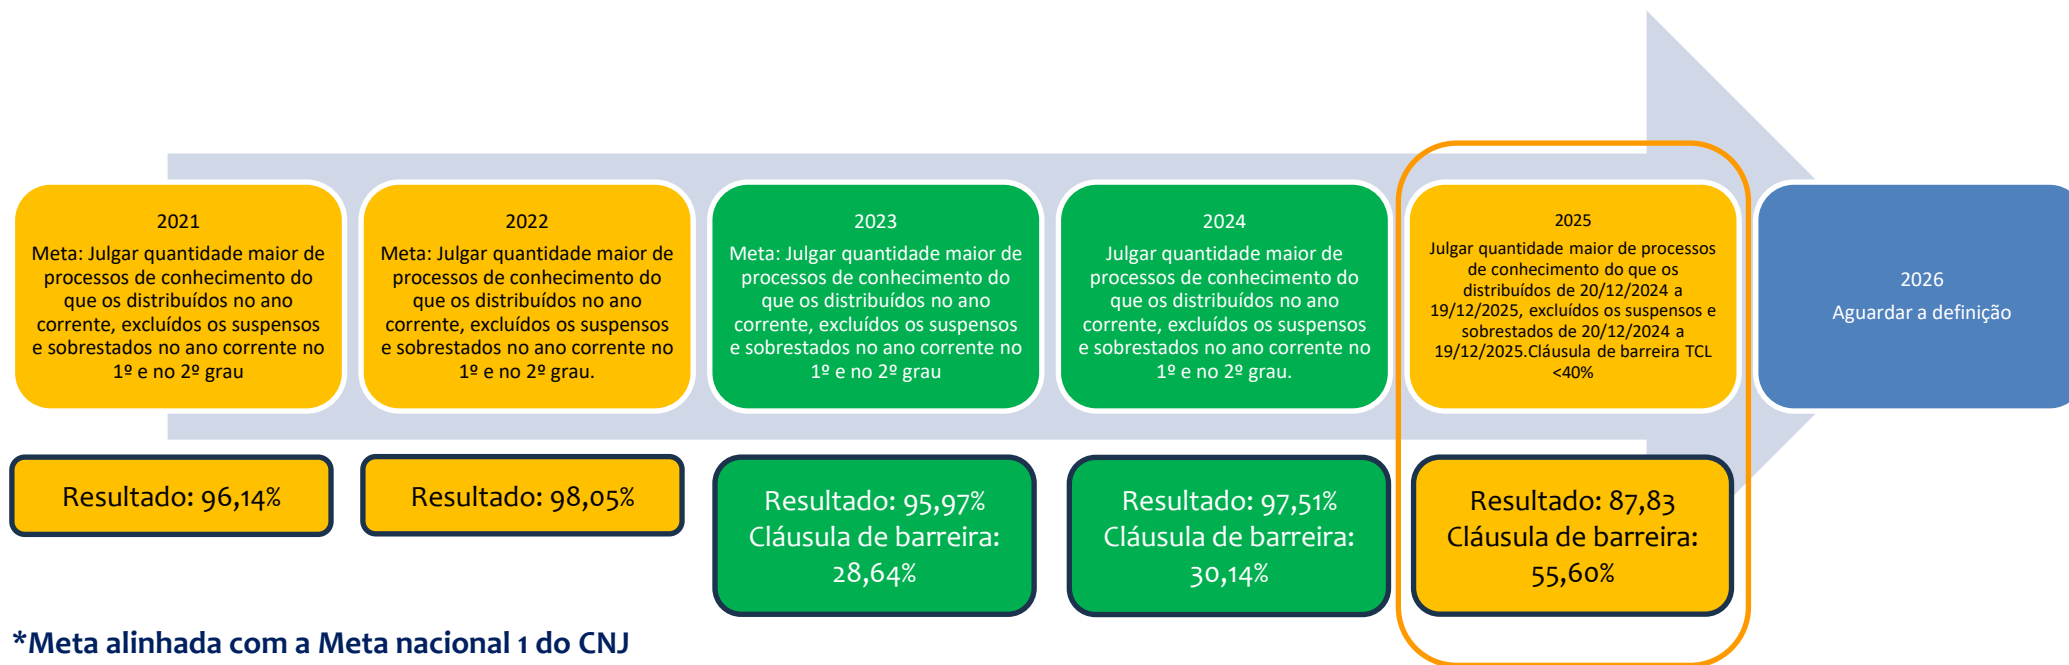 2021
Meta: Julgar quantidade maior de
processos de conhecimento do
que os distribuídos no ano
corrente, excluídos os suspensos
e sobrestados no ano corrente no
1º e no 2º grau
2022
Meta: Julgar quantidade maior de
processos de conhecimento do
que os distribuídos no ano
corrente, excluídos os suspensos
e sobrestados no ano corrente no
1º e no 2º grau.
2023
Meta: Julgar quantidade maior de
processos de conhecimento do
que os distribuídos no ano
corrente, excluídos os suspensos
e sobrestados no ano corrente no
1º e no 2º grau
2024
Julgar quantidade maior de
processos de conhecimento do
que os distribuídos no ano
corrente, excluídos os suspensos
e sobrestados no ano corrente no
1º e no 2º grau.
2025
Julgar quantidade maior de processos
de conhecimento do que os
distribuídos de 20/12/2024 a
19/12/2025, excluídos os suspensos e
sobrestados de 20/12/2024 a
19/12/2025.Cláusula de barreira TCL
<40%
2026
Aguardar a definição
Resultado: 96,14%
Resultado: 98,05%
Resultado: 95,97%
Cláusula de barreira:
28,64%
Resultado: 97,51%
Cláusula de barreira:
30,14%
Resultado: 87,83
Cláusula de barreira:
55,60%
*Meta alinhada com a Meta nacional 1 do CNJ